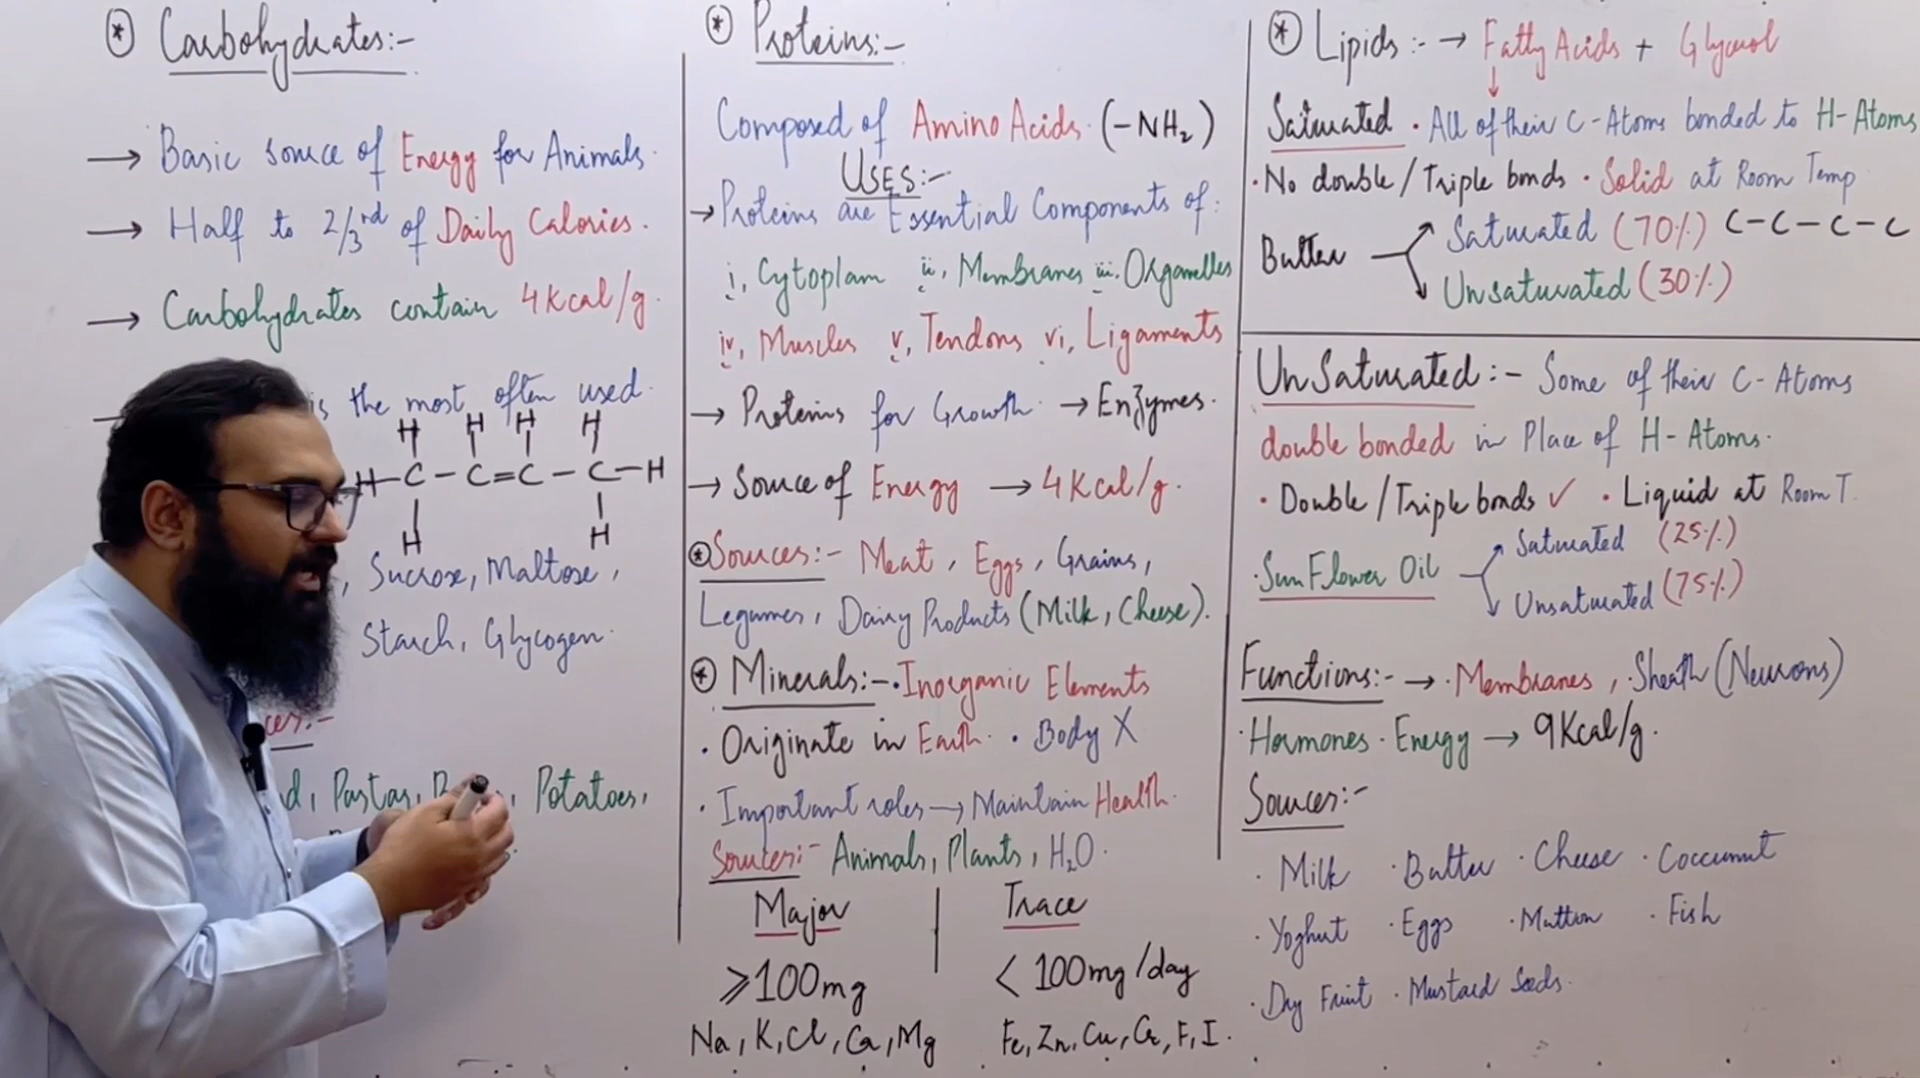 * Carbohydrates:-
→ Basic source of Energy for Animals.
→ Half to 2/3rd of Daily Calories.
→ Carbohydrates contain 4Kcal/g.
is the most often used.
H H H H
H-C-C=C-C-H
H H
, Sucrose, Maltose,
Starch, Glycogen.
Pastas, Potatoes,
* Proteins:-
Composed of Amino Acids. (-NH₂)
USES:-
→ Proteins are Essential Components of:
i, Cytoplam ii, Membranes iii. Organelles
iv, Muscles v, Tendons vi, Ligaments
→ Proteins for Growth. → Enzymes.
→ Source of Energy → 4Kcal/g.
* Sources:- Meat, Eggs, Grains,
Legumes, Dairy Products (Milk, Cheese).
* Minerals:- • Inorganic Elements
• Originate in Earth. • Body X
• Important roles → Maintain Health.
Sources:- Animals, Plants, H₂O.
Major
⩾100mg
Na, K, Cl, Ca, Mg
Trace
< 100mg/day
Fe, Zn, Cu, Cr, F, I.
* Lipids:- → Fatty Acids + Glycerol
↓
Saturated • All of their C-Atoms bonded to H-Atoms
• No double/Triple bonds • Solid at Room Temp
Butter → Saturated (70%) C-C-C-C
→ Unsaturated (30%)
UnSaturated:- Some of their C-Atoms
double bonded in Place of H-Atoms.
• Double/Triple bonds ✓ • Liquid at Room T.
• SunFlower Oil → Saturated (25%)
→ Unsaturated (75%)
Functions:- → • Membranes, • Sheath (Neurons)
• Hormones • Energy → 9Kcal/g.
Sources:-
• Milk • Butter • Cheese • Coccunut
• Yoghut • Eggs • Mutton • Fish
• Dry Fruit • Mustard Seeds.